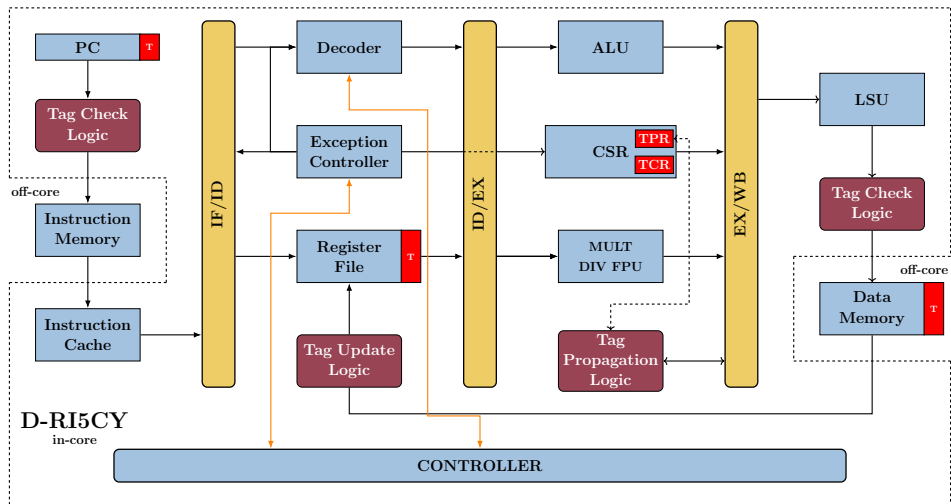 PC
T
Tag Check
Logic
off-core
Instruction
Memory
Instruction
Cache
D-RI5CY
in-core
IF/ID
Decoder
Exception
Controller
Register
File
T
Tag Update
Logic
ID/EX
ALU
CSR
TPR
TCR
MULT
DIV FPU
Tag
Propagation
Logic
EX/WB
LSU
Tag Check
Logic
off-core
Data
Memory
T
CONTROLLER